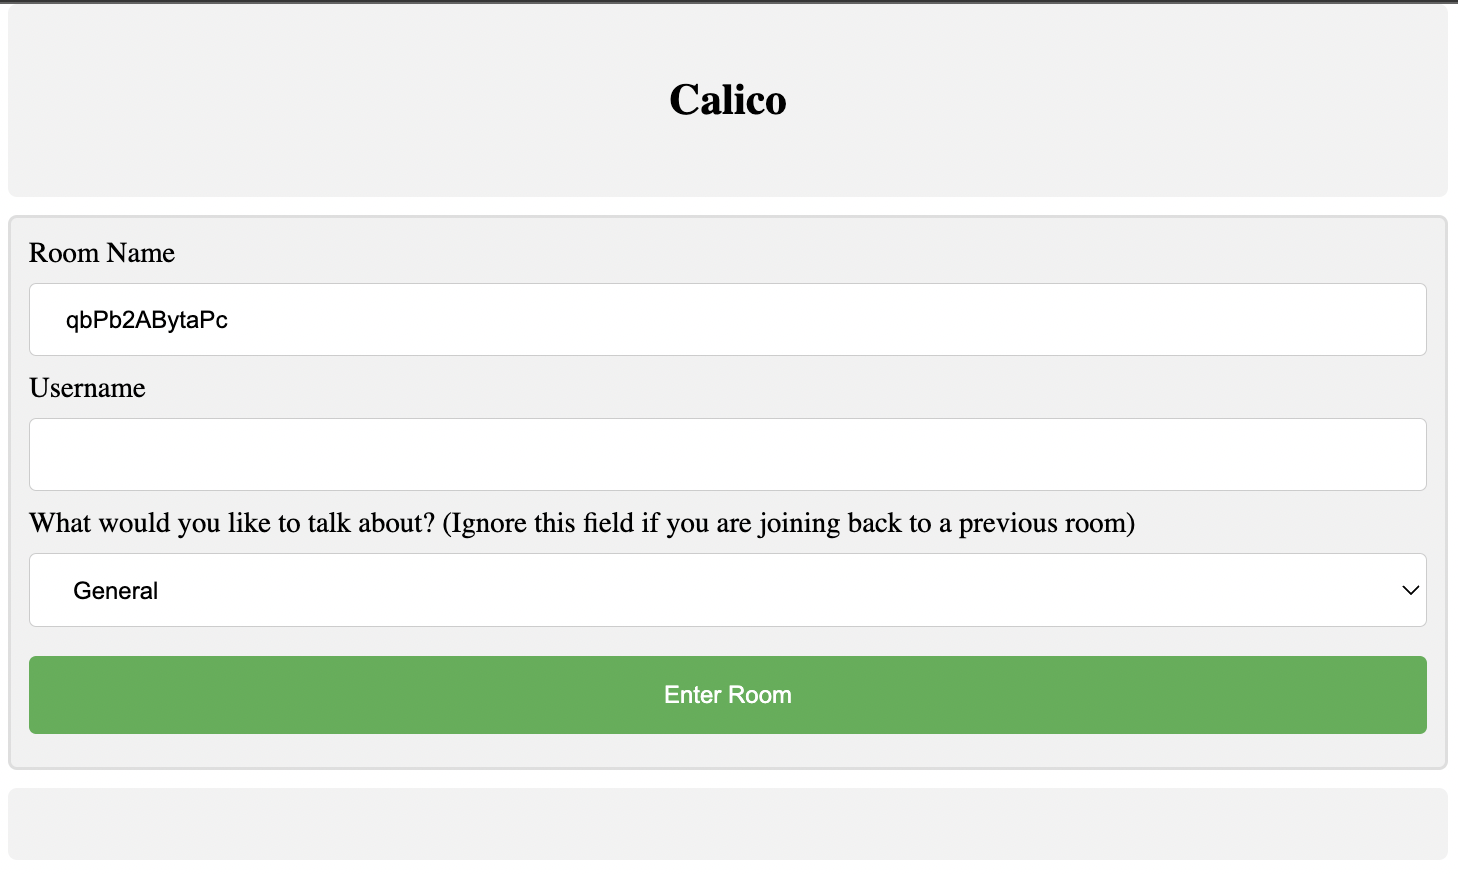 Calico
Room Name
qbPb2ABytaPc
Username
What would you like to talk about? (Ignore this field if you are joining back to a previous room)
General
Enter Room